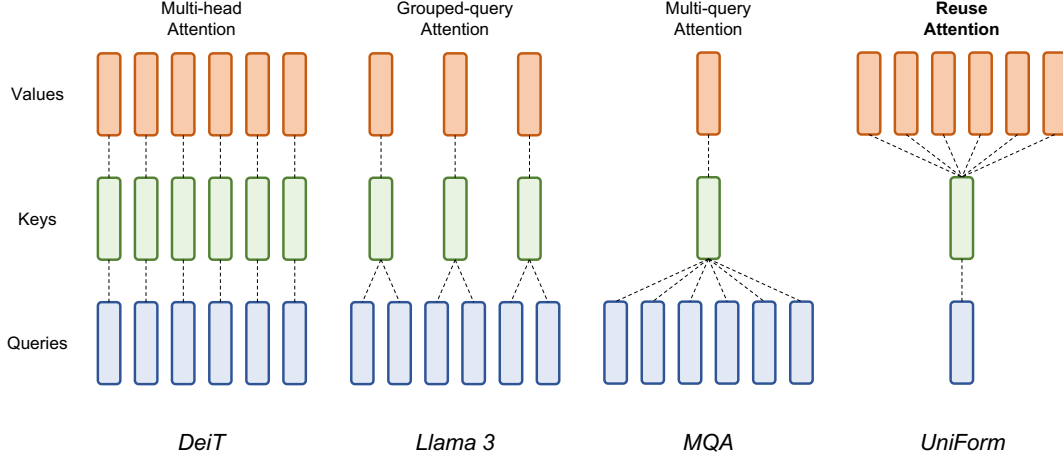 Multi-head
Attention
Grouped-query
Attention
Multi-query
Attention
Reuse
Attention
Values
Keys
Queries
DeiT
Llama 3
MQA
UniForm